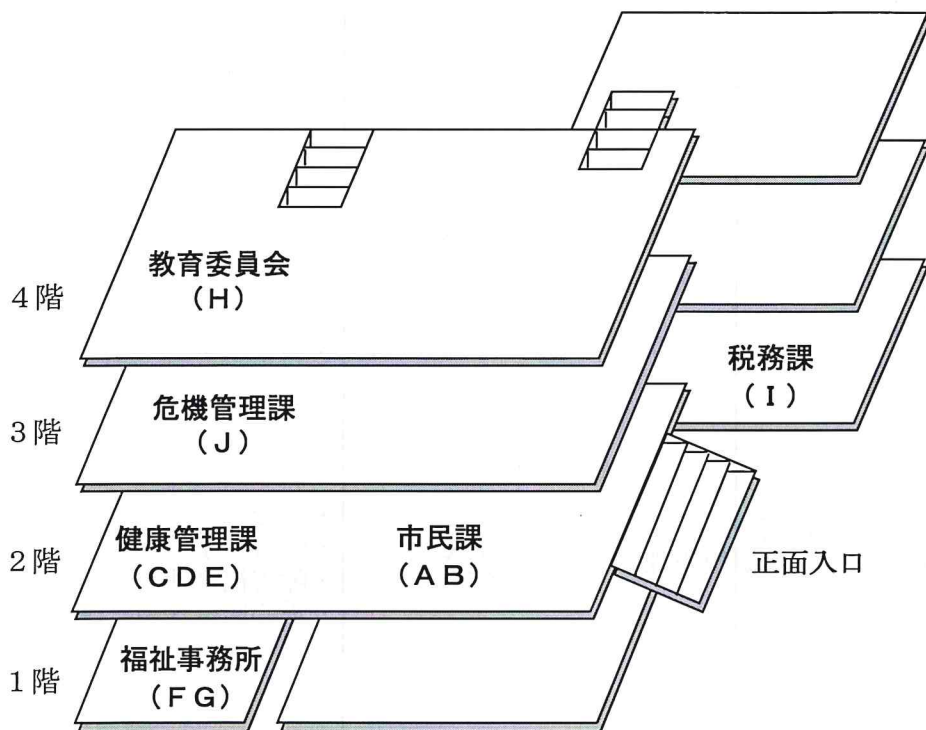 教育委員会
(H)
4階
税務課
(I)
危機管理課
(J)
3階
健康管理課
(CDE)
市民課
(AB)
2階
正面入口
福祉事務所
(FG)
1階